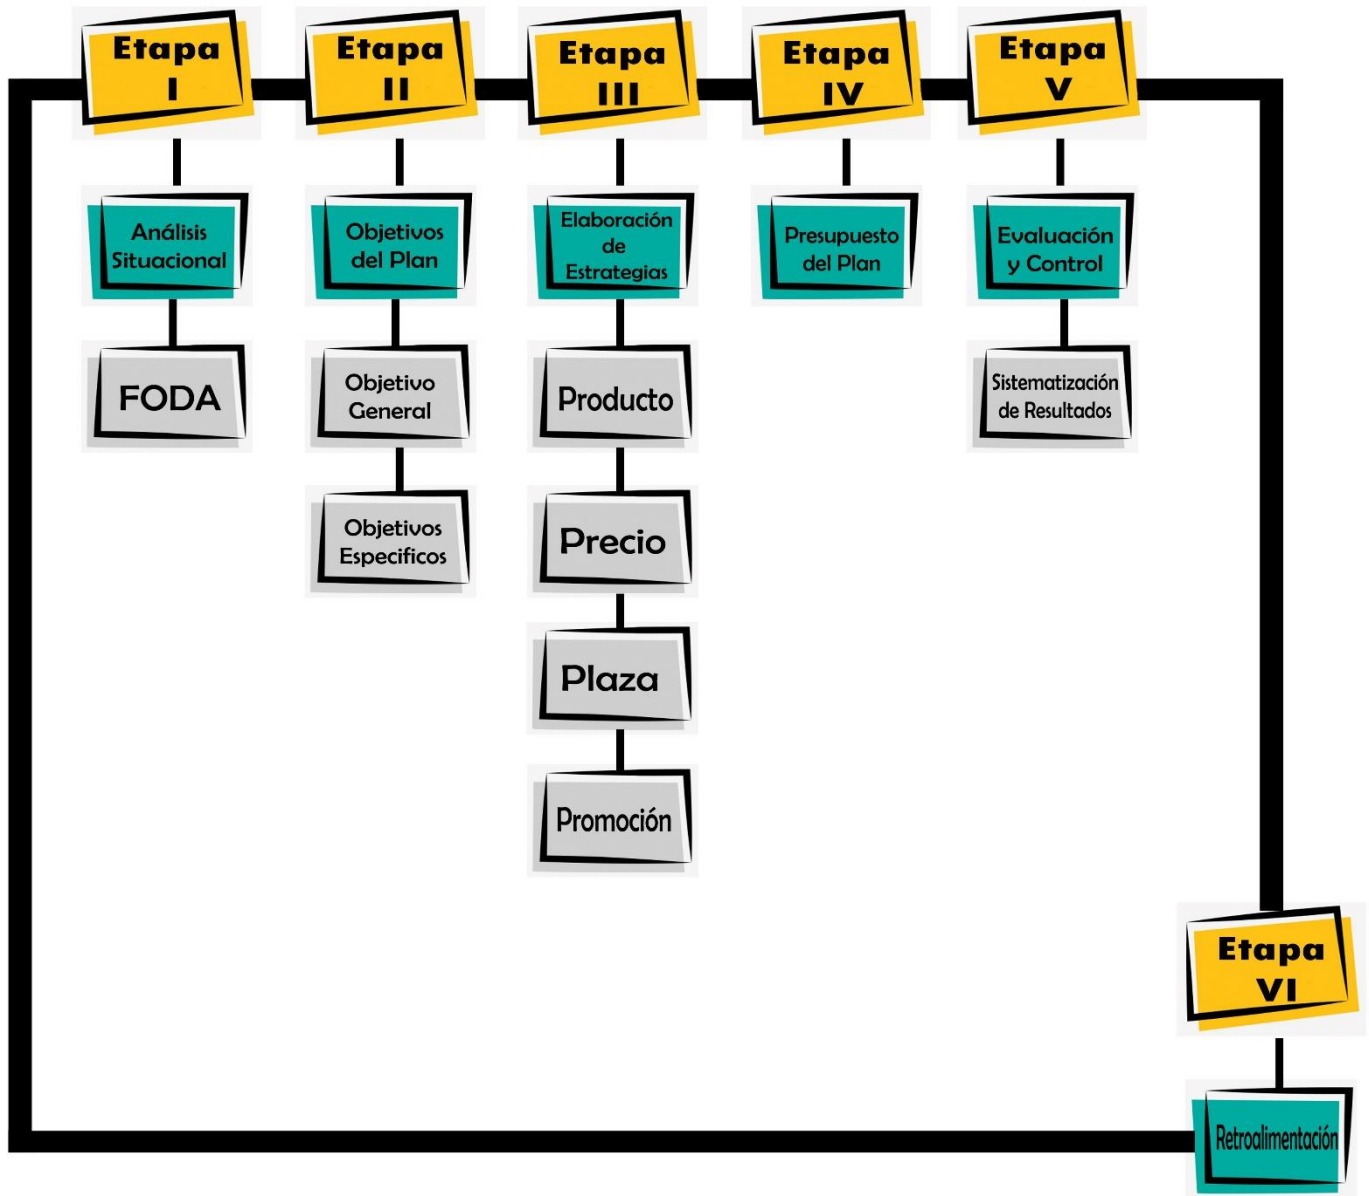 Etapa
I
Etapa
II
Etapa
III
Etapa
IV
Etapa
V
Análisis
Situacional
Objetivos
del Plan
Elaboración
de
Estrategias
Presupuesto
del Plan
Evaluación
y Control
FODA
Objetivo
General
Producto
Sistematización
de Resultados
Objetivos
Especificos
Precio
Plaza
Promoción
Etapa
VI
Retroalimentación